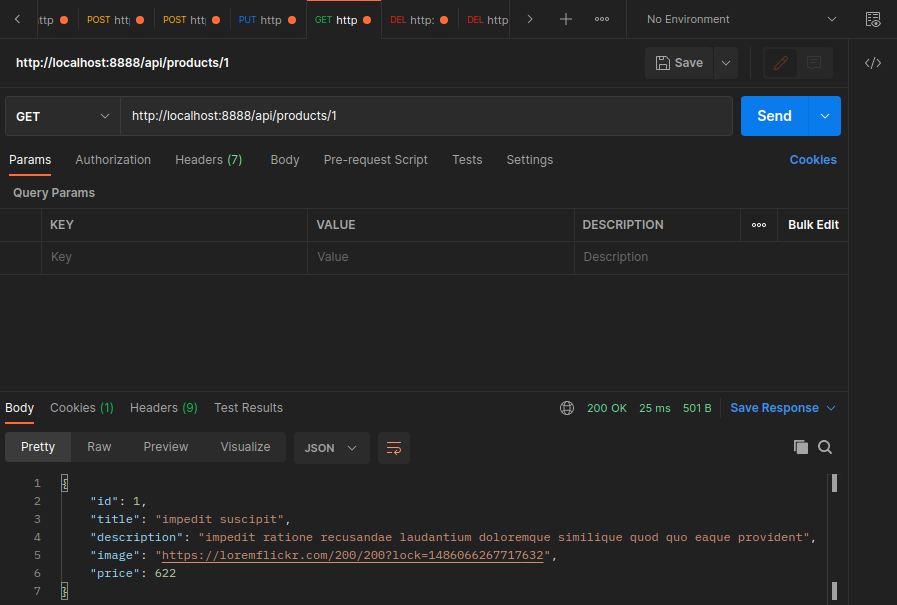 ttp POST htt POST htt PUT http GET http DEL http: DEL http No Environment
http://localhost:8888/api/products/1 Save
GET http://localhost:8888/api/products/1 Send
Params Authorization Headers (7) Body Pre-request Script Tests Settings Cookies
Query Params
KEY VALUE DESCRIPTION Bulk Edit
Key Value Description
Body Cookies (1) Headers (9) Test Results 200 OK 25 ms 501 B Save Response
Pretty Raw Preview Visualize JSON
1 {
2 "id": 1,
3 "title": "impedit suscipit",
4 "description": "impedit ratione recusandae laudantium doloremque similique quod quo eaque provident",
5 "image": "https://loremflickr.com/200/200?lock=1486066267717632",
6 "price": 622
7 }